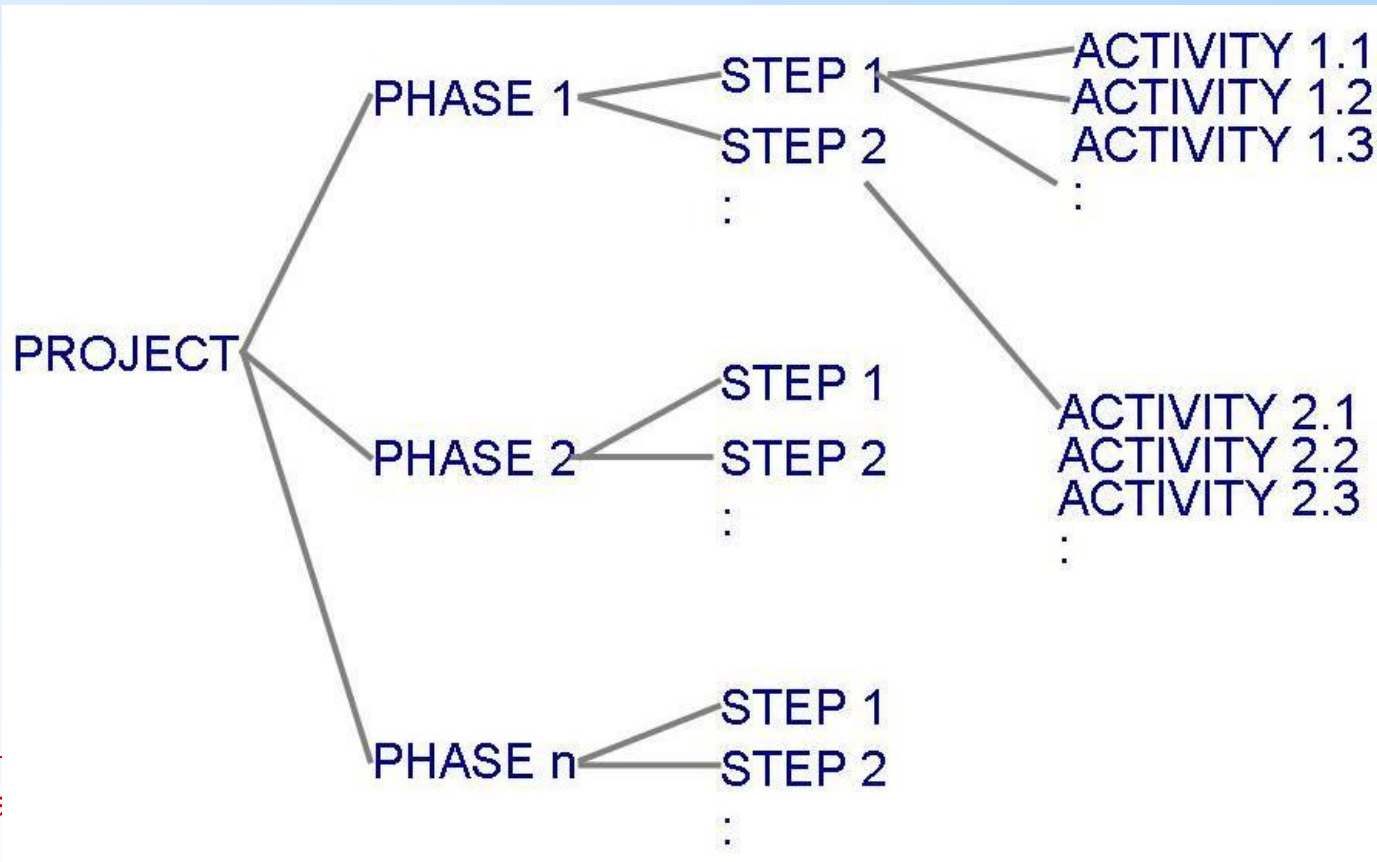 PROJECT
PHASE 1
STEP 1
ACTIVITY 1.1
ACTIVITY 1.2
ACTIVITY 1.3
:
STEP 2
:
ACTIVITY 2.1
ACTIVITY 2.2
ACTIVITY 2.3
:
PHASE 2
STEP 1
STEP 2
:
PHASE n
STEP 1
STEP 2
: